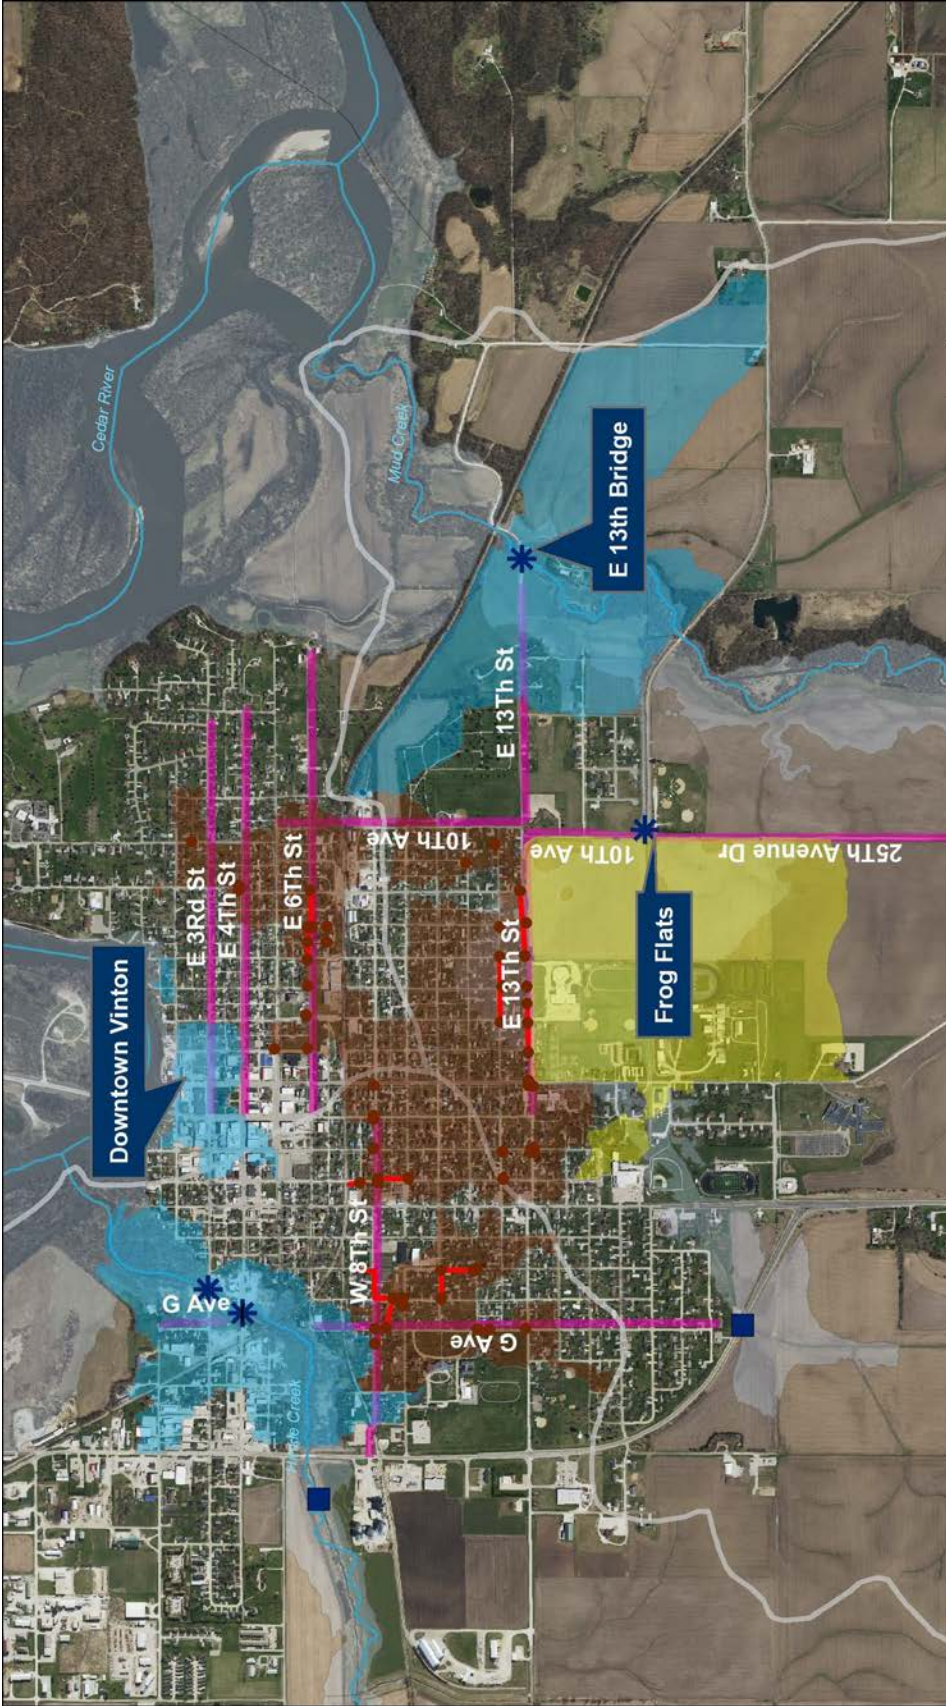 Cedar River
Mud Creek
E 13th Bridge
E 3Rd St
E 4Th St
E 6Th St
10Th Ave
E 13Th St
10Th Ave
25Th Avenue Dr
Downtown Vinton
E 13Th St
Frog Flats
G Ave
W 8Th St
G Ave
Creek